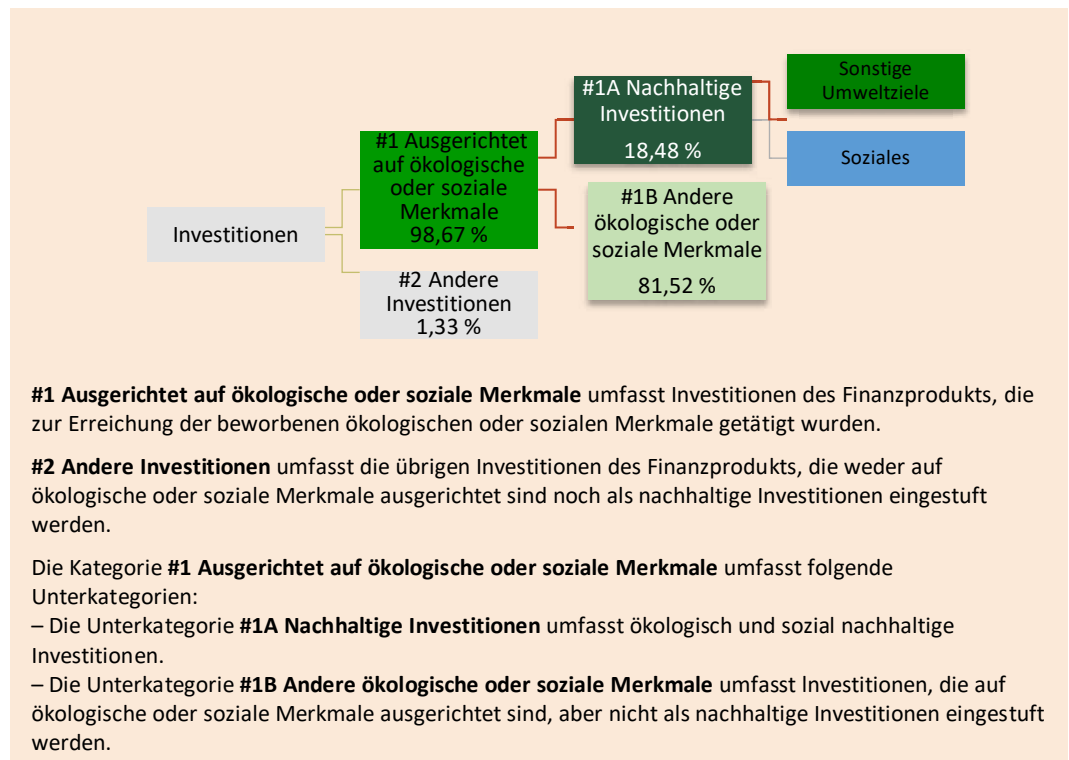 Investitionen
#1 Ausgerichtet
auf ökologische
oder soziale
Merkmale
98,67 %
#2 Andere
Investitionen
1,33 %
#1A Nachhaltige
Investitionen
18,48 %
#1B Andere
ökologische oder
soziale Merkmale
81,52 %
Sonstige
Umweltziele
Soziales
#1 Ausgerichtet auf ökologische oder soziale Merkmale umfasst Investitionen des Finanzprodukts, die
zur Erreichung der beworbenen ökologischen oder sozialen Merkmale getätigt wurden.
#2 Andere Investitionen umfasst die übrigen Investitionen des Finanzprodukts, die weder auf
ökologische oder soziale Merkmale ausgerichtet sind noch als nachhaltige Investitionen eingestuft
werden.
Die Kategorie #1 Ausgerichtet auf ökologische oder soziale Merkmale umfasst folgende
Unterkategorien:
– Die Unterkategorie #1A Nachhaltige Investitionen umfasst ökologisch und sozial nachhaltige
Investitionen.
– Die Unterkategorie #1B Andere ökologische oder soziale Merkmale umfasst Investitionen, die auf
ökologische oder soziale Merkmale ausgerichtet sind, aber nicht als nachhaltige Investitionen eingestuft
werden.